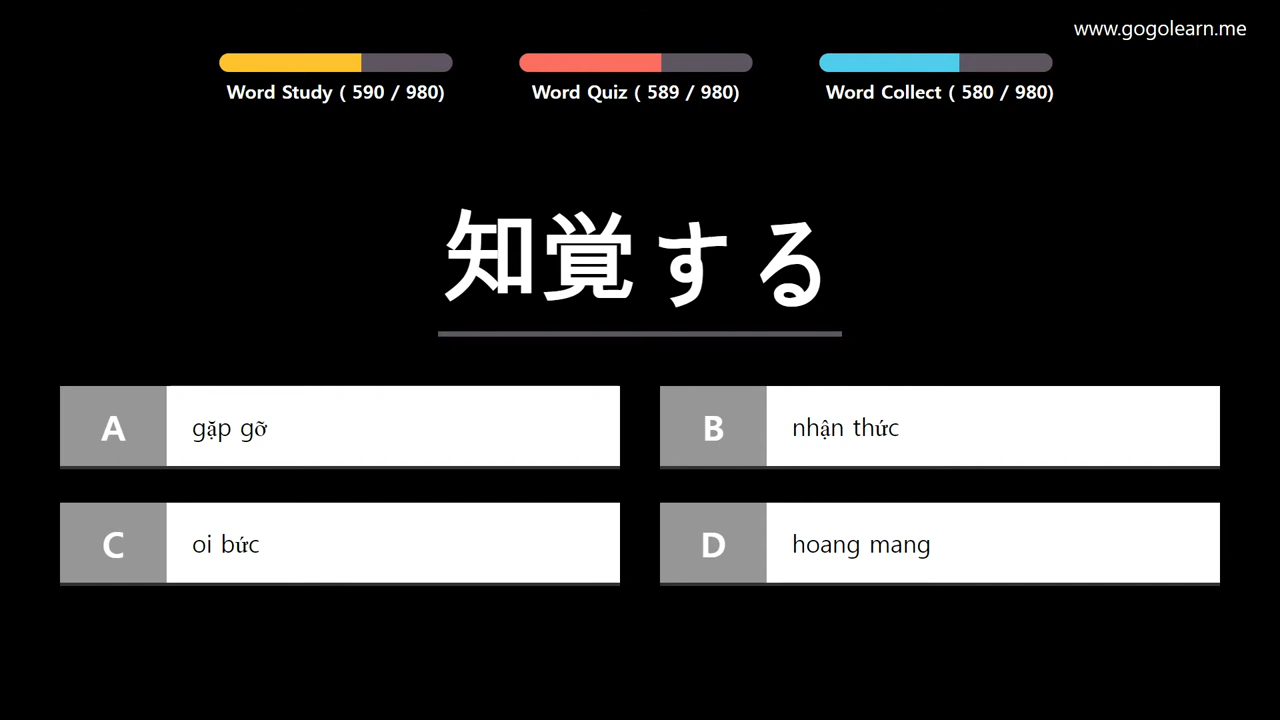 www.gogolearn.me
Word Study ( 590 / 980)
Word Quiz ( 589 / 980)
Word Collect ( 580 / 980)
知覚する
A gặp gỡ
B nhận thức
C oi bức
D hoang mang